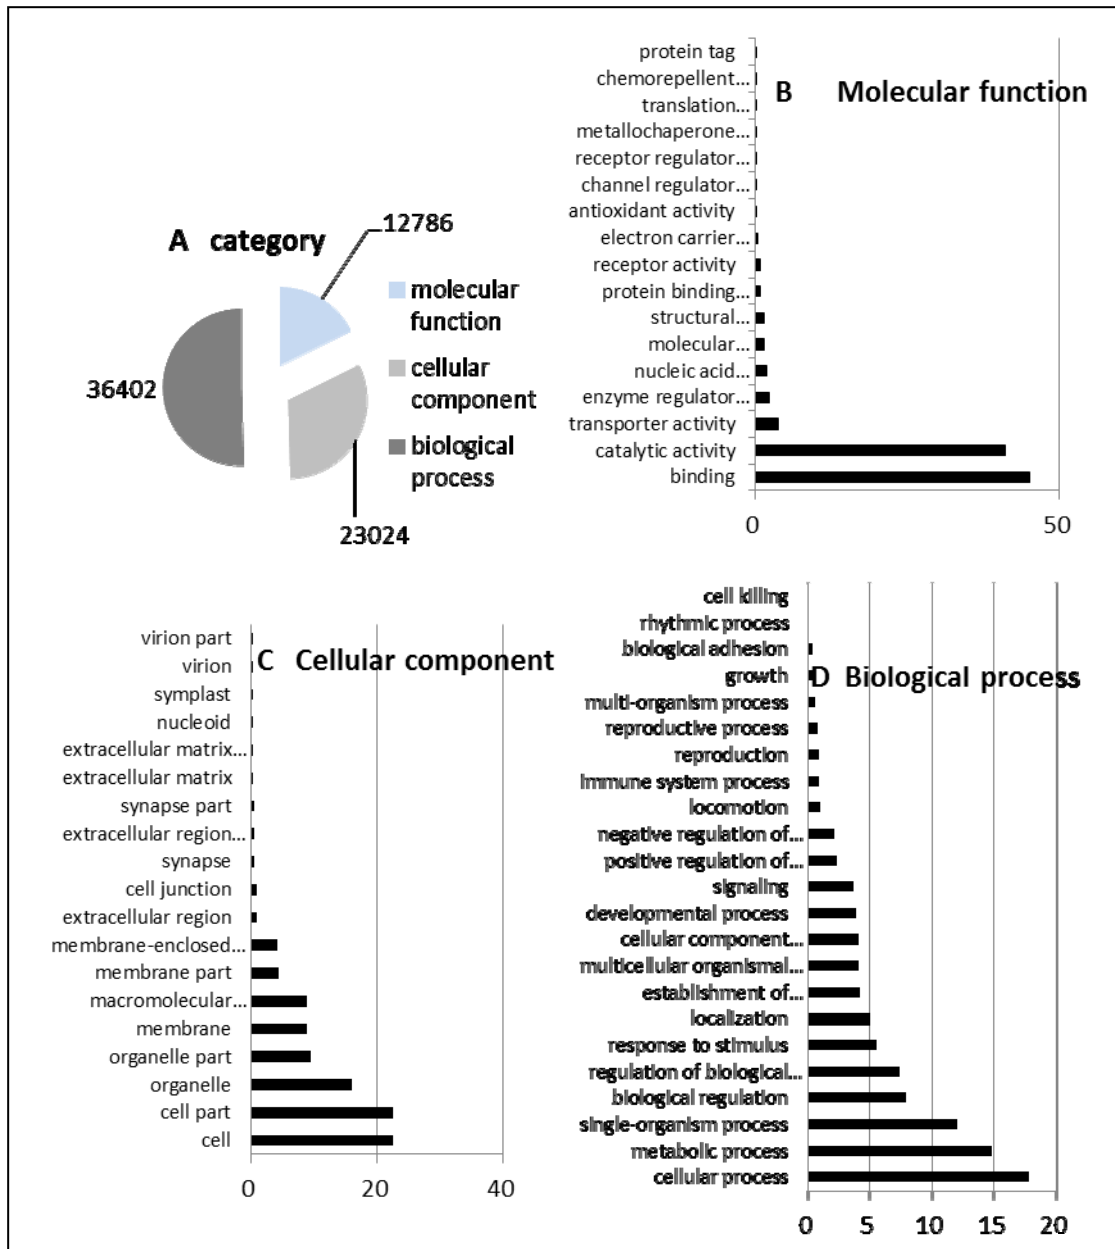 A category
12786
molecular
function
cellular
component
biological
process
36402
23024
B Molecular function
protein tag
chemorepellent...
translation...
metallochaperone...
receptor regulator...
channel regulator...
antioxidant activity
electron carrier...
receptor activity
protein binding...
structural...
molecular...
nucleic acid...
enzyme regulator...
transporter activity
catalytic activity
binding
0 50
C Cellular component
virion part
virion
symplast
nucleoid
extracellular matrix...
extracellular matrix
synapse part
extracellular region...
synapse
cell junction
extracellular region
membrane-enclosed...
membrane part
macromolecular...
membrane
organelle part
organelle
cell part
cell
0 20 40
D Biological process
cell killing
rhythmic process
biological adhesion
growth
multi-organism process
reproductive process
reproduction
immune system process
locomotion
negative regulation of...
positive regulation of...
signaling
developmental process
cellular component...
multicellular organismal...
establishment of...
localization
response to stimulus
regulation of biological...
biological regulation
single-organism process
metabolic process
cellular process
0 5 10 15 20